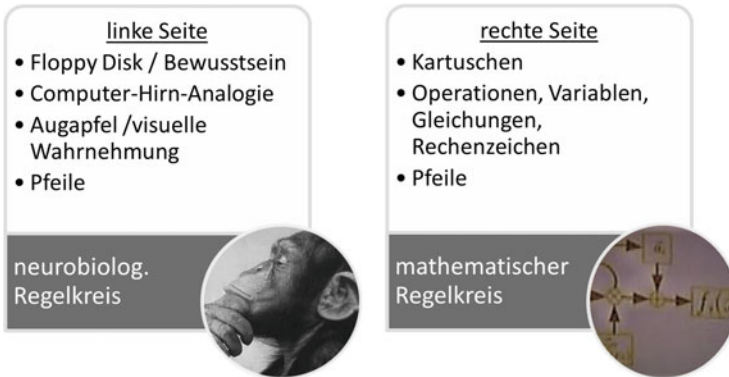 linke Seite
• Floppy Disk / Bewusstsein
• Computer-Hirn-Analogie
• Augapfel /visuelle
Wahrnehmung
• Pfeile
neurobiolog.
Regelkreis
rechte Seite
• Kartuschen
• Operationen, Variablen,
Gleichungen,
Rechenzeichen
• Pfeile
mathematischer
Regelkreis